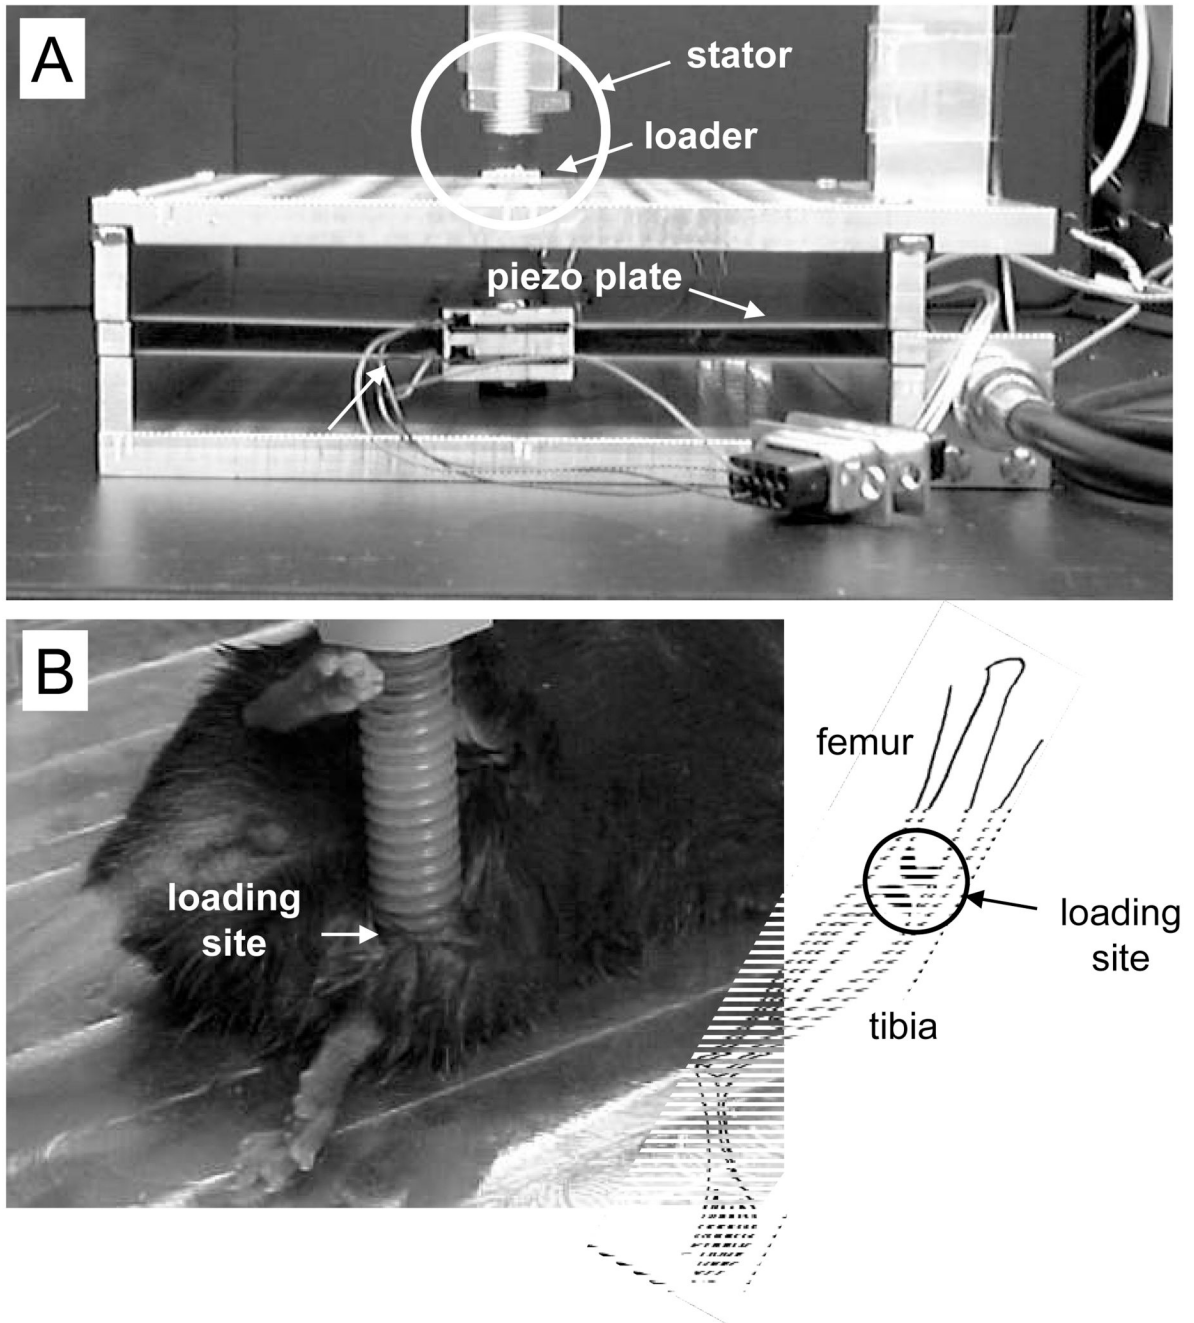 A
stator
loader
piezo plate
B
loading
site
femur
loading
site
tibia